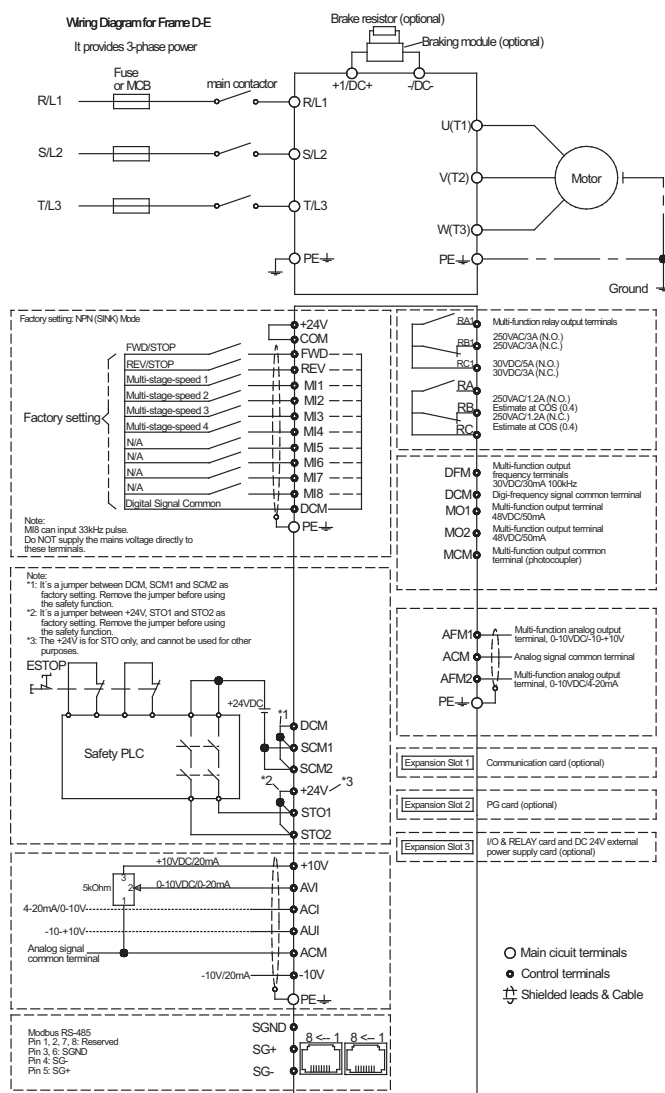 Wiring Diagram for Frame D-E
It provides 3-phase power
Brake resistor (optional)
Braking module (optional)
Fuse
or MCB
main contactor
+1/DC+
-/DC-
R/L1
R/L1
S/L2
S/L2
T/L3
T/L3
U(T1)
V(T2)
W(T3)
Motor
PE
PE
Ground
Factory setting: NPN (SINK) Mode
+24V
COM
FWD/STOP
FWD
REV/STOP
REV
Multi-stage-speed 1
MI1
Multi-stage-speed 2
MI2
Multi-stage-speed 3
MI3
Multi-stage-speed 4
MI4
N/A
MI5
N/A
MI6
N/A
MI7
N/A
MI8
Digital Signal Common
DCM
PE
Factory setting
Note:
MI8 can input 33kHz pulse.
Do NOT supply the mains voltage directly to
these terminals.
RA1
Multi-function relay output terminals
RB1
250VAC/3A (N.O.)
250VAC/3A (N.C.)
RC1
30VDC/5A (N.O.)
30VDC/3A (N.C.)
RA
250VAC/1.2A (N.O.)
RB
Estimate at COS (0.4)
250VAC/1.2A (N.C.)
RC
Estimate at COS (0.4)
DFM
Multi-function output
frequency terminals
30VDC/30mA 100kHz
DCM
Digi-frequency signal common terminal
MO1
Multi-function output terminal
48VDC/50mA
MO2
Multi-function output terminal
48VDC/50mA
MCM
Multi-function output common
terminal (photocoupler)
Note:
*1: It's a jumper between DCM, SCM1 and SCM2 as
factory setting. Remove the jumper before using
the safety function.
*2: It's a jumper between +24V, STO1 and STO2 as
factory setting. Remove the jumper before using
the safety function.
*3: The +24V is for STO only, and cannot be used for other
purposes.
ESTOP
Safety PLC
+24VDC
*1
DCM
SCM1
SCM2
*2
+24V
*3
STO1
STO2
AFM1
Multi-function analog output
terminal, 0-10VDC/-10-+10V
ACM
Analog signal common terminal
AFM2
Multi-function analog output
terminal, 0-10VDC/4-20mA
PE
Expansion Slot 1
Communication card (optional)
Expansion Slot 2
PG card (optional)
Expansion Slot 3
I/O & RELAY card and DC 24V external
power supply card (optional)
+10VDC/20mA
+10V
5kOhm
3
2
1
0-10VDC/0-20mA
AVI
4-20mA/0-10V
ACI
-10-+10V
AUI
Analog signal
common terminal
ACM
-10V/20mA
-10V
PE
Main cicuit terminals
Control terminals
Shielded leads & Cable
Modbus RS-485
Pin 1, 2, 7, 8: Reserved
Pin 3, 6: SGND
Pin 4: SG-
Pin 5: SG+
SGND
SG+
SG-
8 <-- 1
8 <-- 1